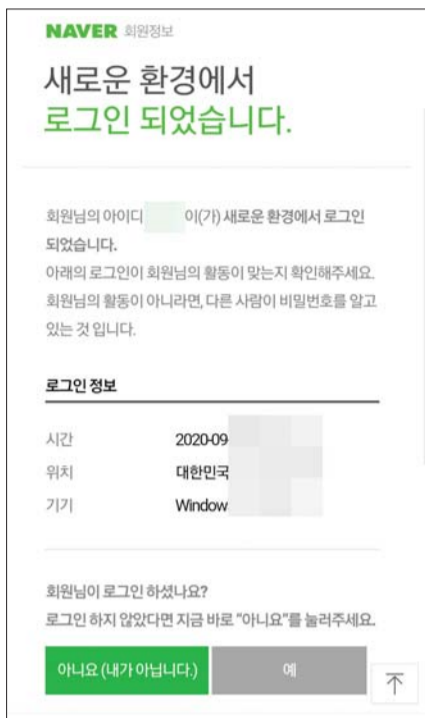 NAVER 회원정보
새로운 환경에서
로그인 되었습니다.
회원님의 아이디 이(가) 새로운 환경에서 로그인
되었습니다.
아래의 로그인이 회원님의 활동이 맞는지 확인해주세요.
회원님의 활동이 아니라면, 다른 사람이 비밀번호를 알고
있는 것 입니다.
로그인 정보
시간 2020-09
위치 대한민국
기기 Window
회원님이 로그인 하셨나요?
로그인 하지 않았다면 지금 바로 “아니요”를 눌러주세요.
아니요 (내가 아닙니다.) 예